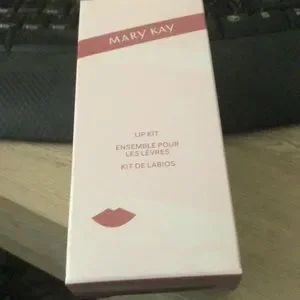 MARY KAY
LIP KIT
ENSEMBLE POUR
LES LÈVRES
KIT DE LABIOS